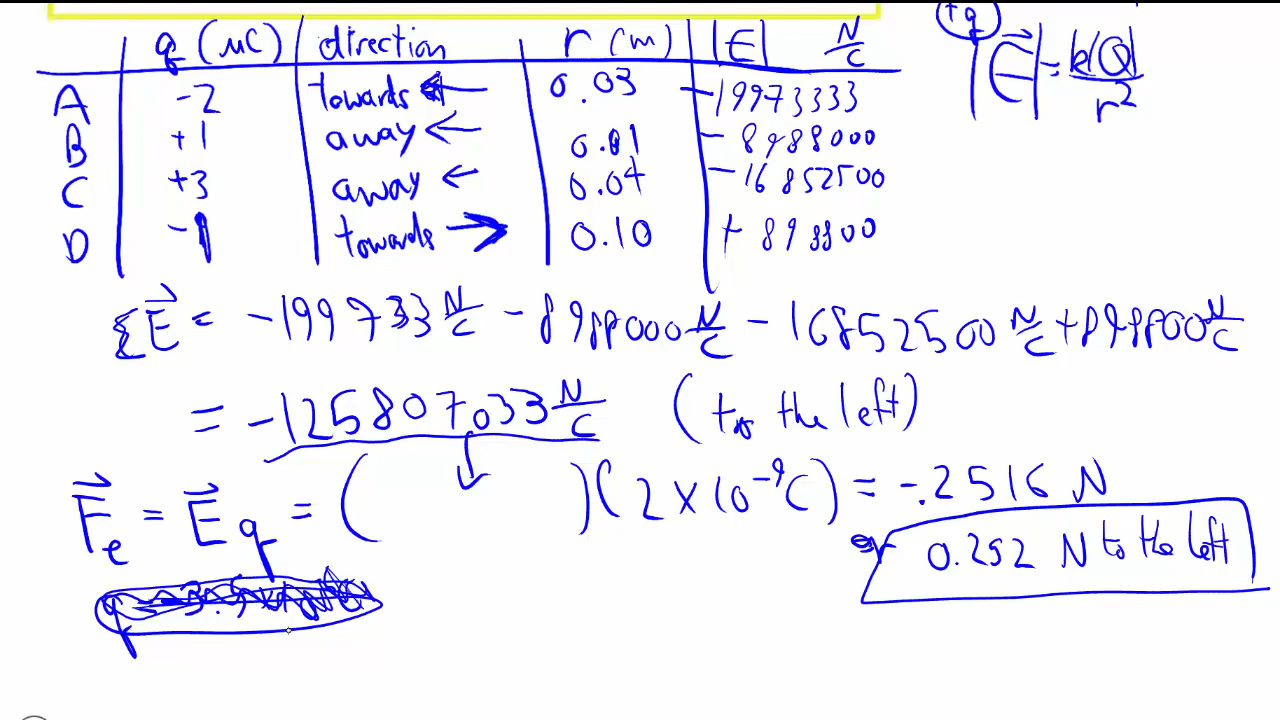 +q
q (μC) direction r (m) |E| N/C
|E| = k|Q|/r²
A -2 towards ← 0.03 -19973333
B +1 away ← 0.01 - 8988000
C +3 away ← 0.04 - 16852500
D -1 towards → 0.10 + 898800
ΣE = -199733 N/C - 8988000 N/C - 16852500 N/C + 898800 N/C
= -125807033 N/C (to the left)
Fe = Eq = ( ) (2 x 10⁻⁹C) = -.2516 N
or 0.252 N to the left